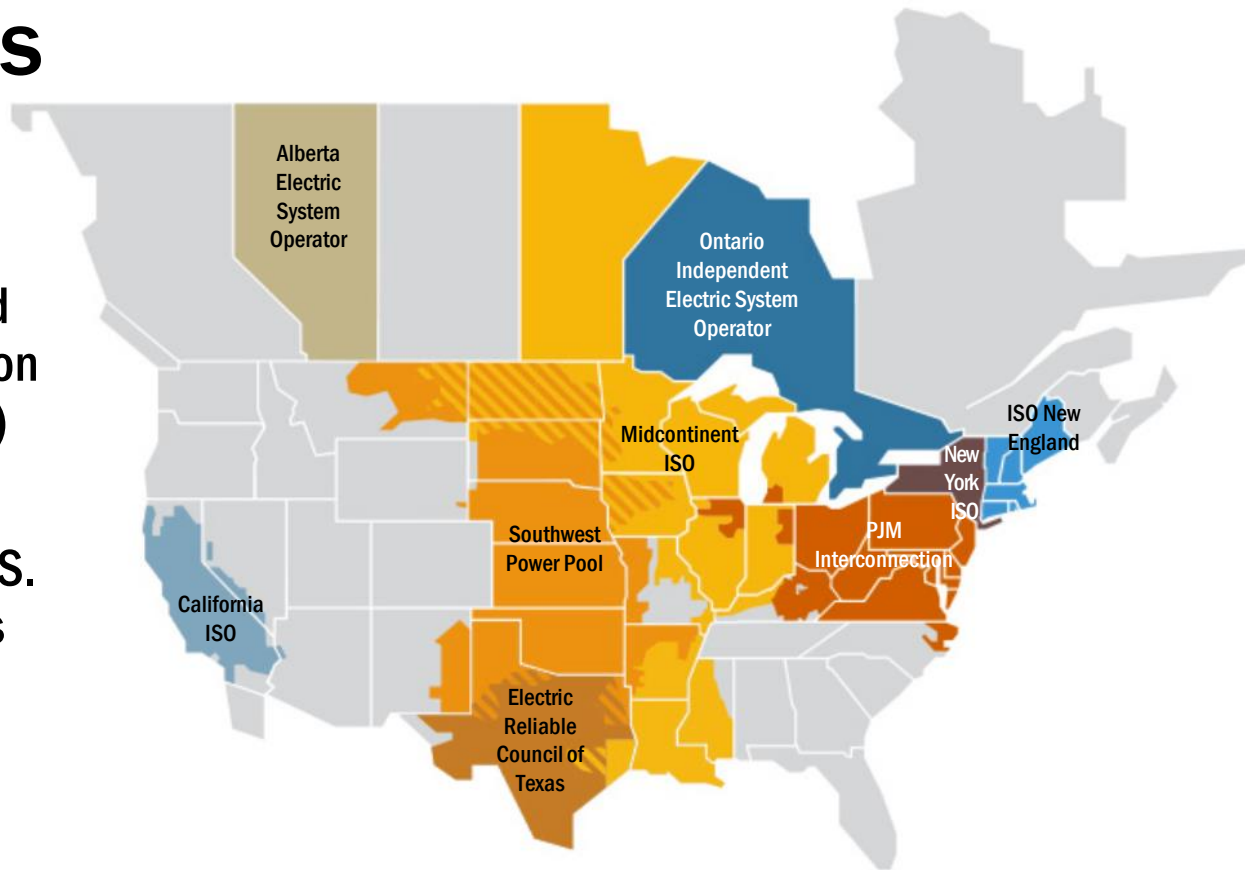 s
d
on
)
S.
s
Alberta
Electric
System
Operator
Ontario
Independent
Electric System
Operator
Midcontinent
ISO
ISO New
England
New
York
ISO
PJM
Interconnection
Southwest
Power Pool
California
ISO
Electric
Reliable
Council of
Texas